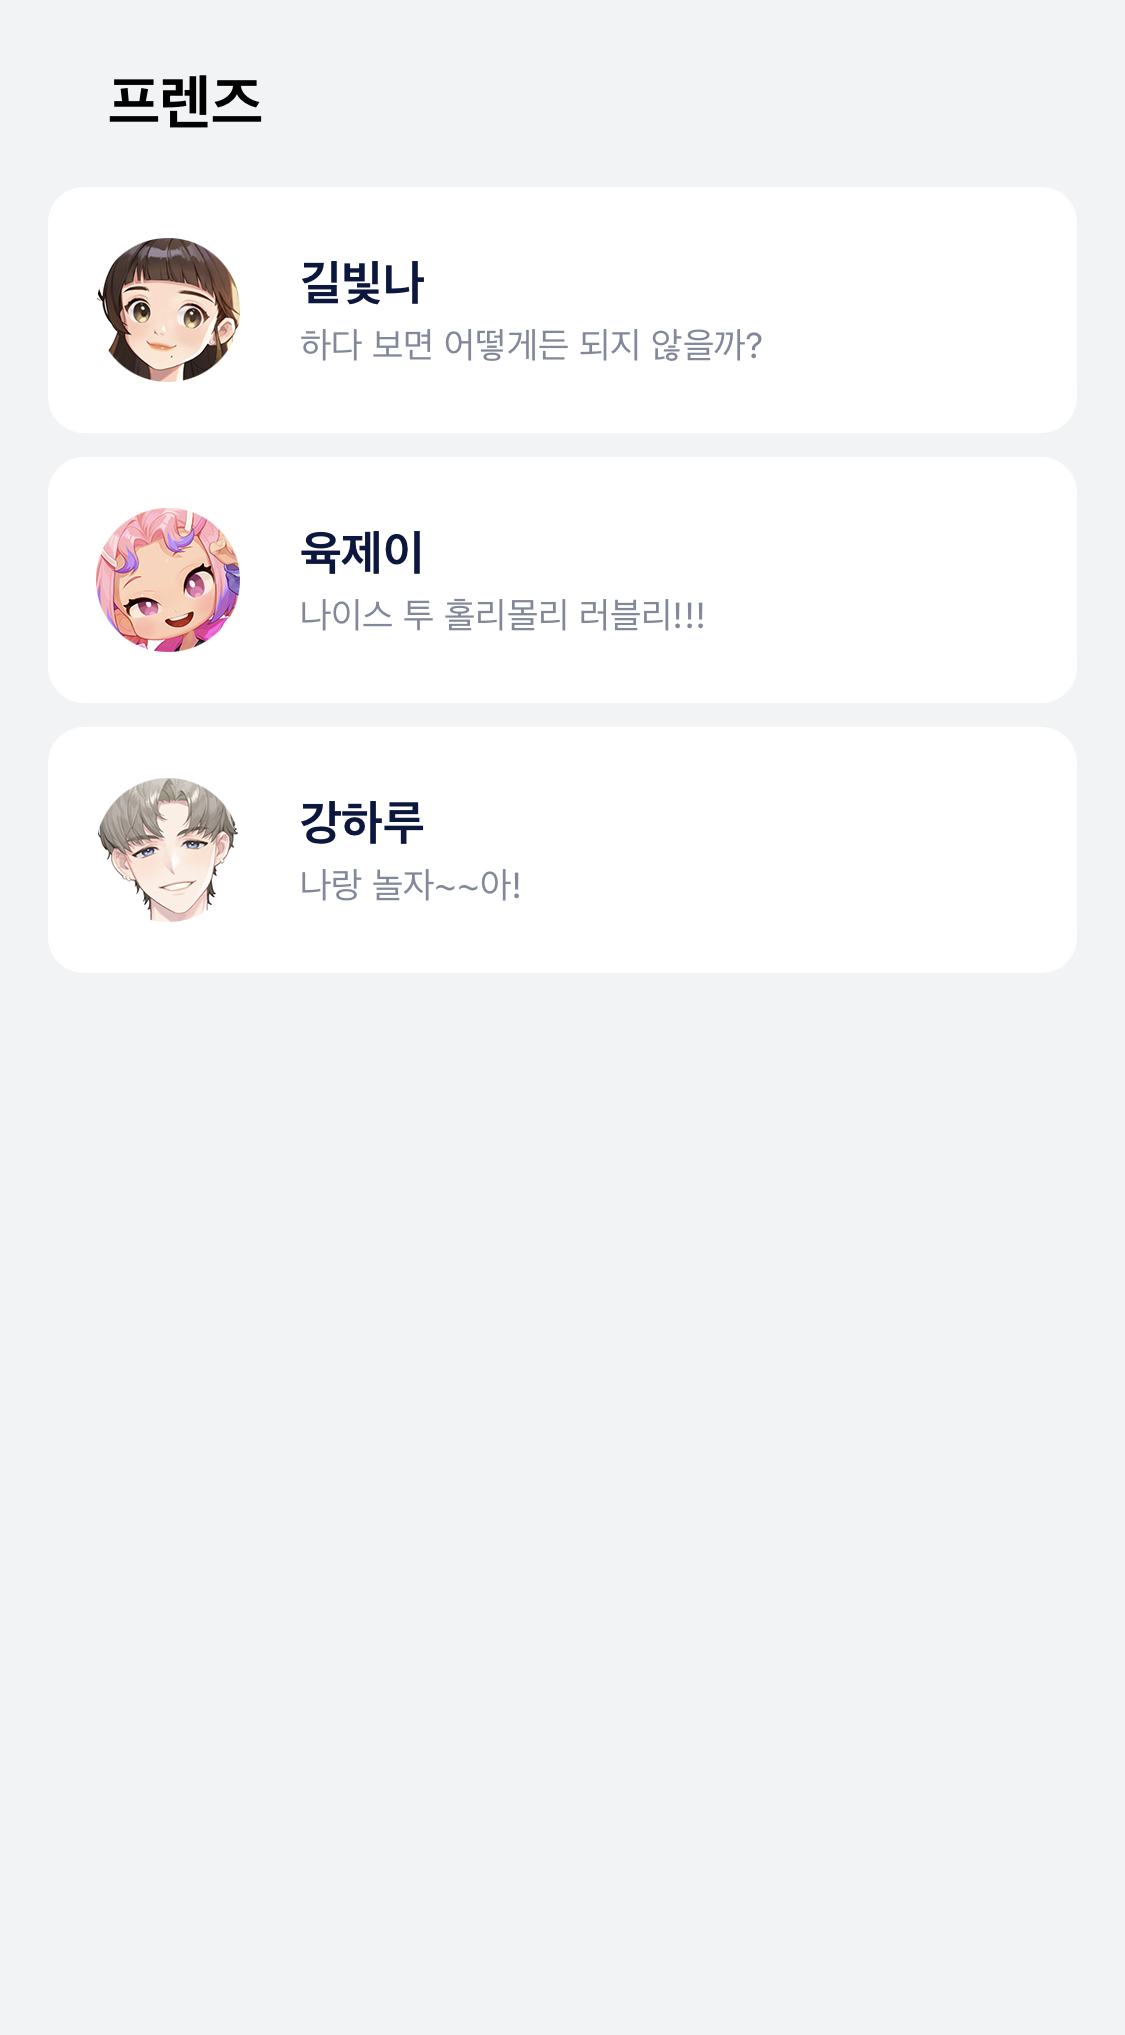 프렌즈
길빛나
하다 보면 어떻게든 되지 않을까?
육제이
나이스 투 홀리몰리 러블리!!!
강하루
나랑 놀자~~아!